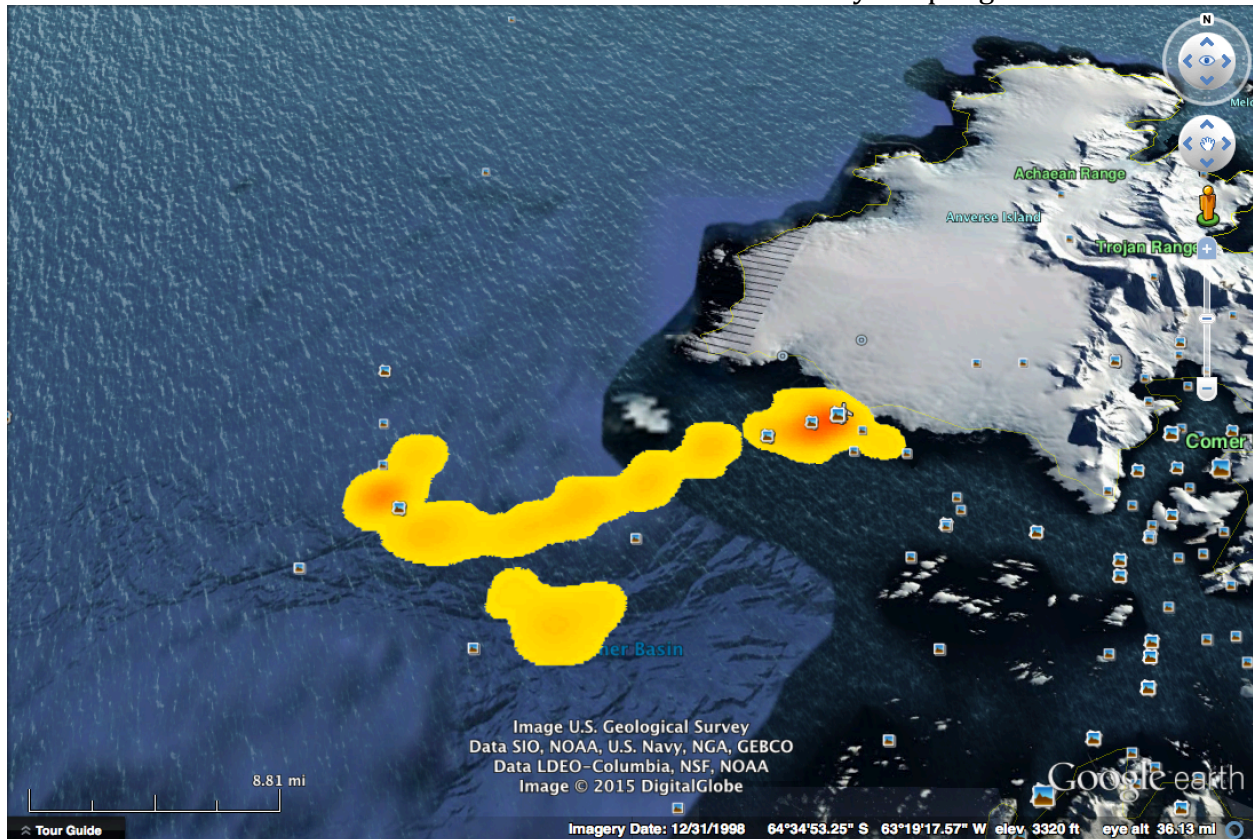 N
Achaean Range
Anverse Island
Trojan Range
Comer
ner Basin
Image U.S. Geological Survey
Data SIO, NOAA, U.S. Navy, NGA, GEBCO
Data LDEO-Columbia, NSF, NOAA
Image © 2015 DigitalGlobe
8.81 mi
Google earth
Tour Guide
Imagery Date: 12/31/1998 64°34'53.25" S 63°19'17.57" W elev 3320 ft eye alt 36.13 mi